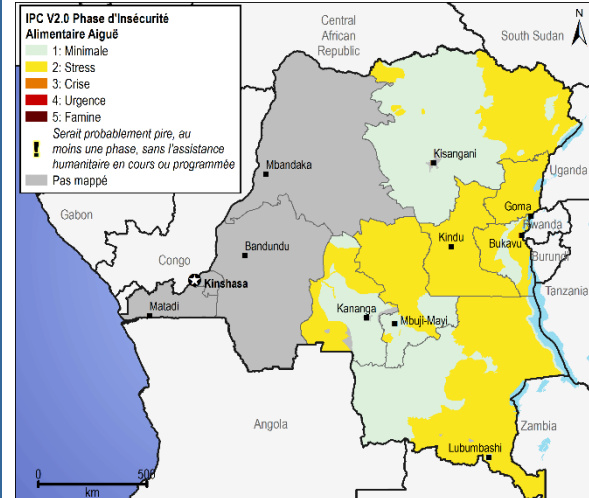 IPC V2.0 Phase d'Insécurité
Alimentaire Aiguë
1: Minimale
2: Stress
3: Crise
4: Urgence
5: Famine
! Serait probablement pire, au
moins une phase, sans l'assistance
humanitaire en cours ou programmée
Pas mappé
Central
African
Republic
South Sudan
N
Kisangani
Mbandaka
Uganda
Gabon
Goma
Rwanda
Congo
Bandundu
Kindu
Bukavu
Burundi
Kinshasa
Tanzania
Matadi
Kananga
Mbuji-Mayi
Angola
Zambia
Lubumbashi
0
500
km